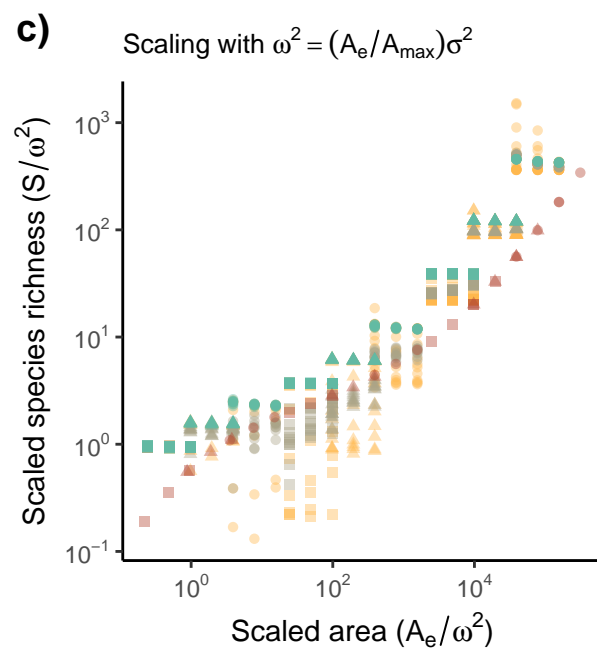 c)
Scaling with ω² = (Aₑ/Aₘₐₓ)σ²
Scaled species richness (S/ω²)
10³
10²
10¹
10⁰
10⁻¹
10⁰
10²
10⁴
Scaled area (Aₑ/ω²)